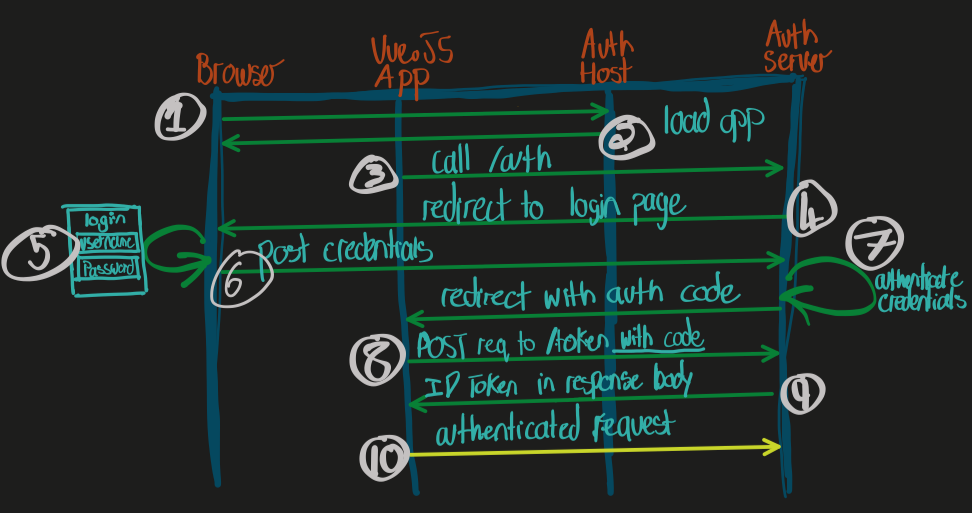 Browser
VueJS
App
Auth
Host
Auth
Server
1
2
load app
3
call /auth
redirect to login page
4
5
login
username
Password
6
Post credentials
7
authenticate
credentials
redirect with auth code
8
POST req to /token with code
ID Token in response body
9
authenticated request
10